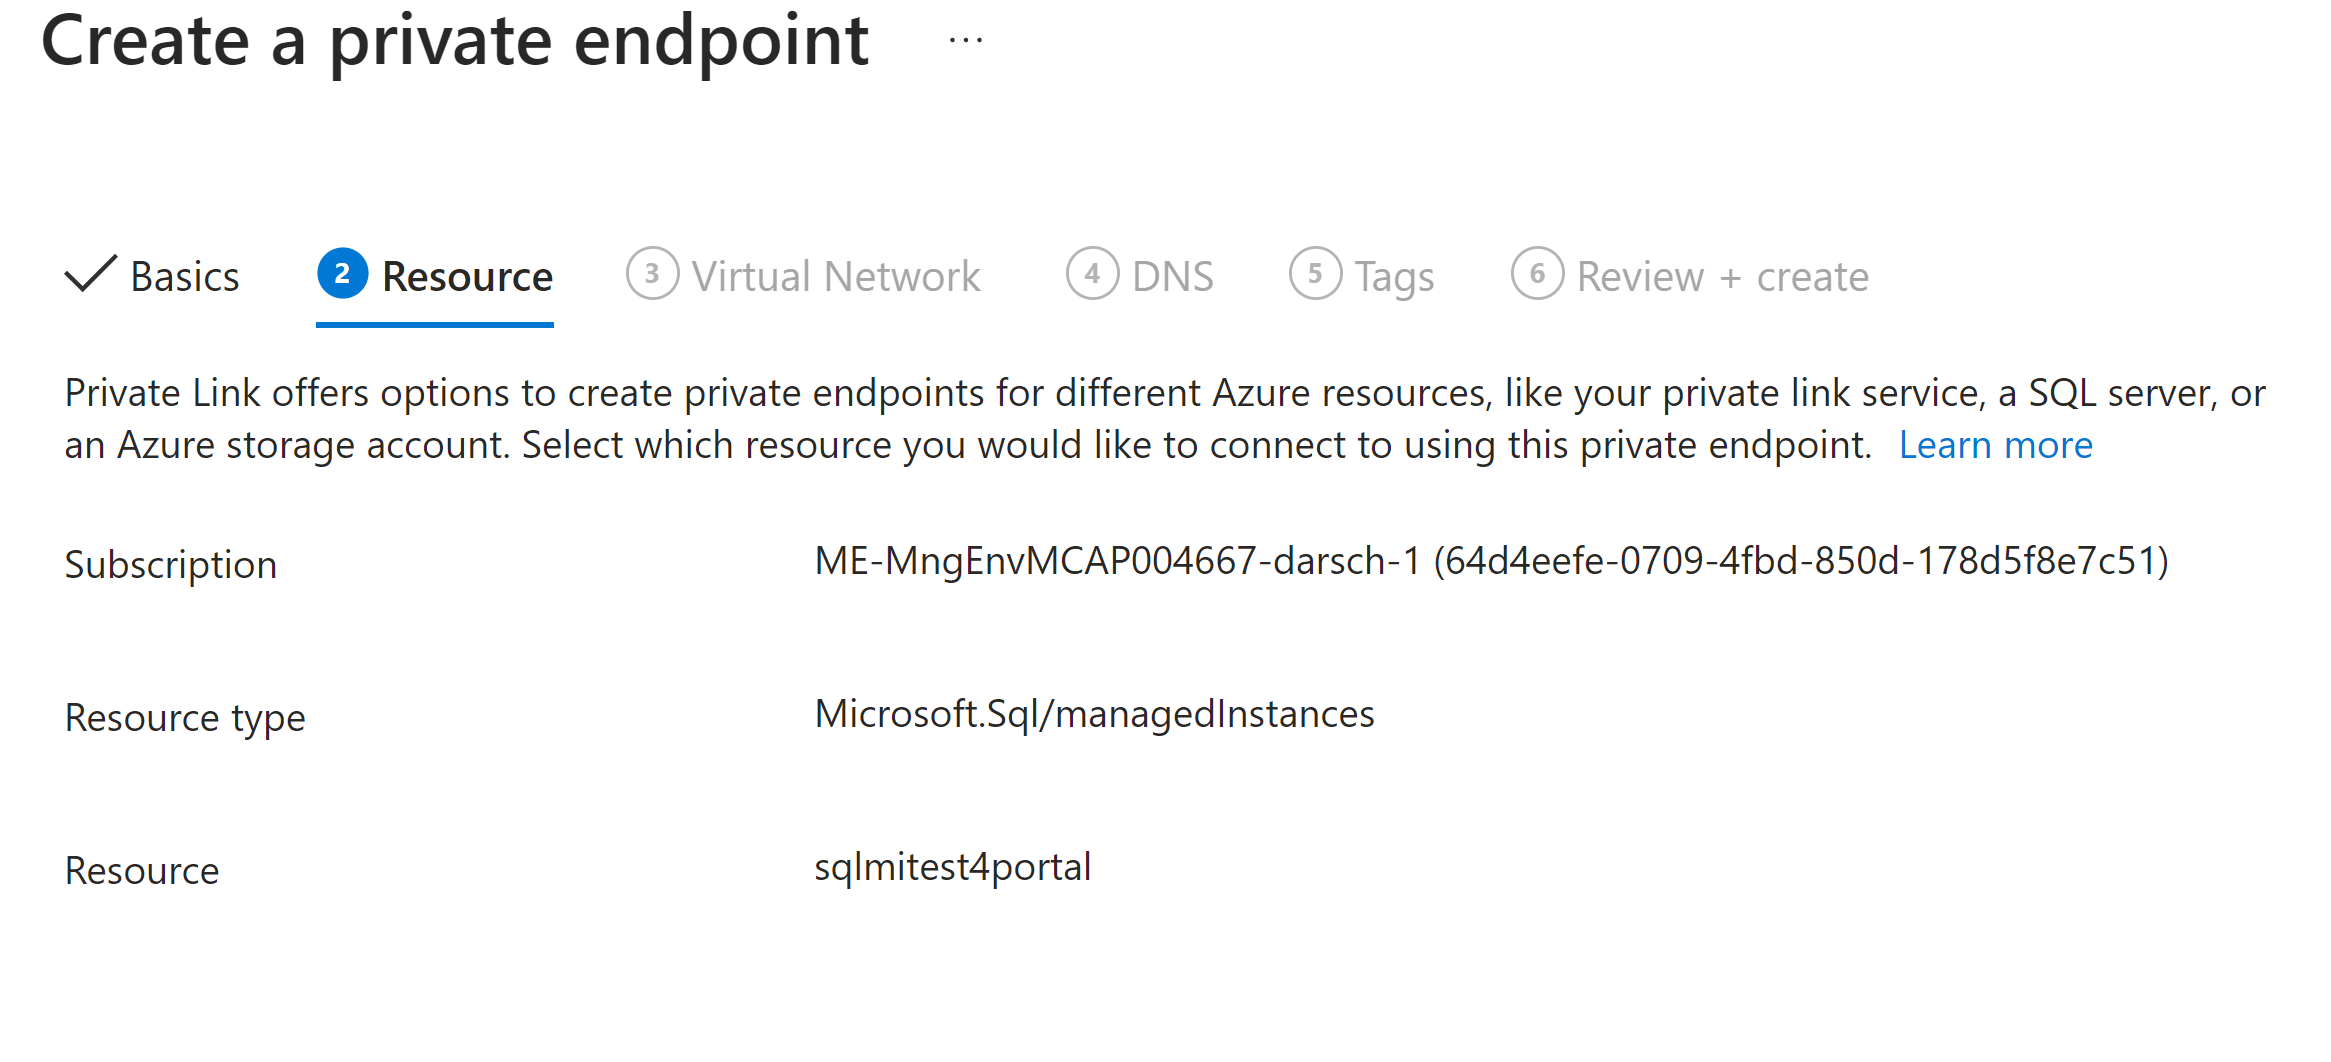 Create a private endpoint ...
Basics 2 Resource 3 Virtual Network 4 DNS 5 Tags 6 Review + create
Private Link offers options to create private endpoints for different Azure resources, like your private link service, a SQL server, or
an Azure storage account. Select which resource you would like to connect to using this private endpoint. Learn more
Subscription ME-MngEnvMCAP004667-darsch-1 (64d4eefe-0709-4fbd-850d-178d5f8e7c51)
Resource type Microsoft.Sql/managedInstances
Resource sqlmitest4portal